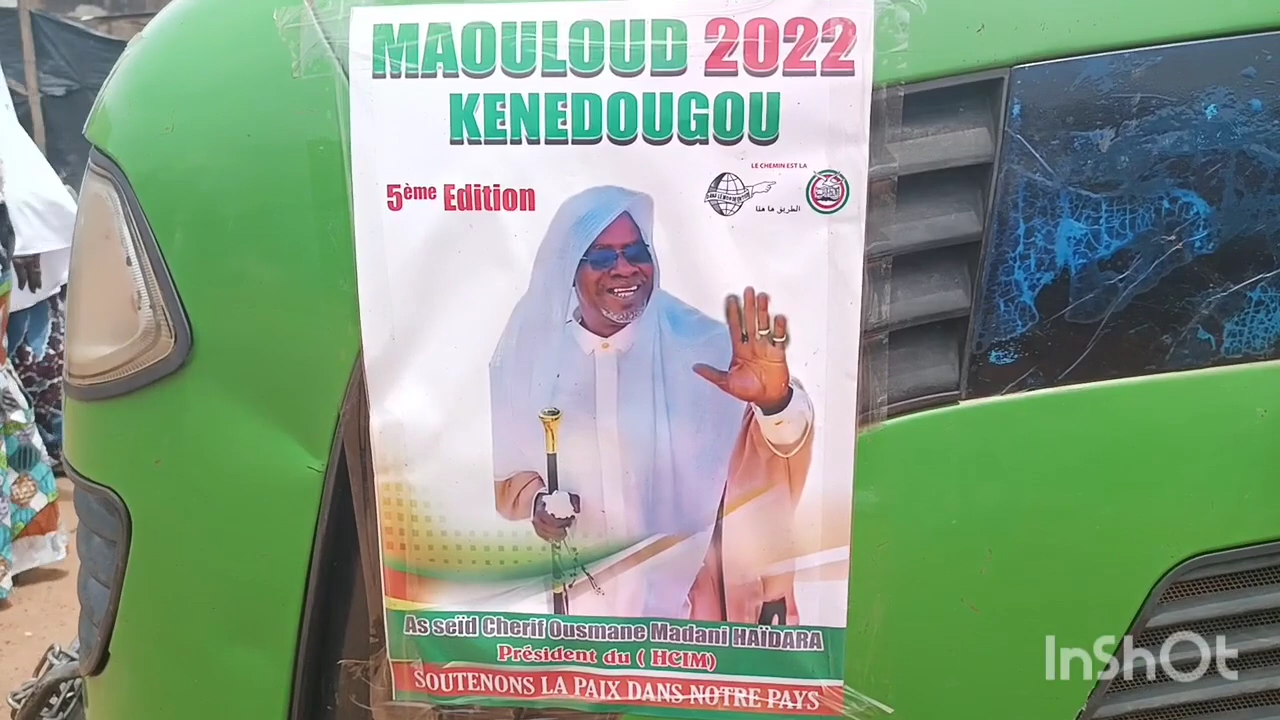 MAOULOUD 2022
KENEDOUGOU
LE CHEMIN EST LA
5ème Edition
الطريق ها هنا
As seïd Cherif Ousmane Madani HAÏDARA
Président du ( HCIM)
SOUTENONS LA PAIX DANS NOTRE PAYS
InShOt